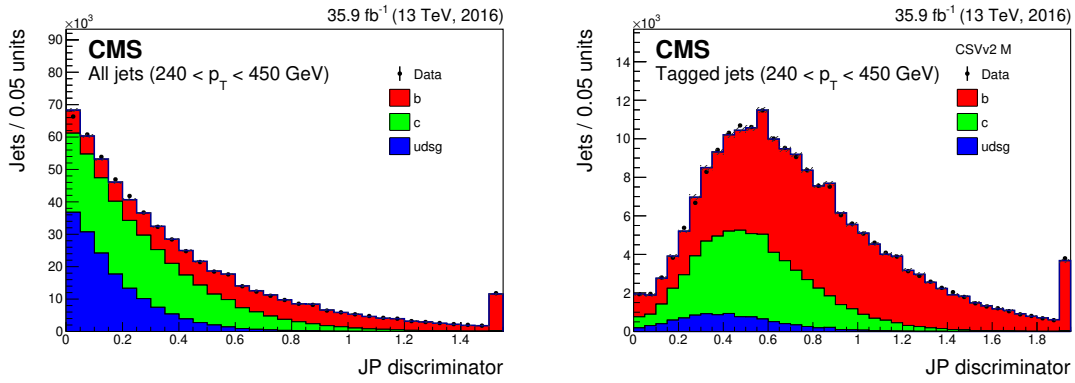 35.9 fb⁻¹ (13 TeV, 2016)
×10³
CMS
All jets (240 < p_T < 450 GeV)
Data
b
c
udsg
Jets / 0.05 units
90
80
70
60
50
40
30
20
10
0
0 0.2 0.4 0.6 0.8 1 1.2 1.4
JP discriminator
35.9 fb⁻¹ (13 TeV, 2016)
×10³
CMS
CSVv2 M
Tagged jets (240 < p_T < 450 GeV)
Data
b
c
udsg
Jets / 0.05 units
14
12
10
8
6
4
2
0
0 0.2 0.4 0.6 0.8 1 1.2 1.4 1.6 1.8
JP discriminator